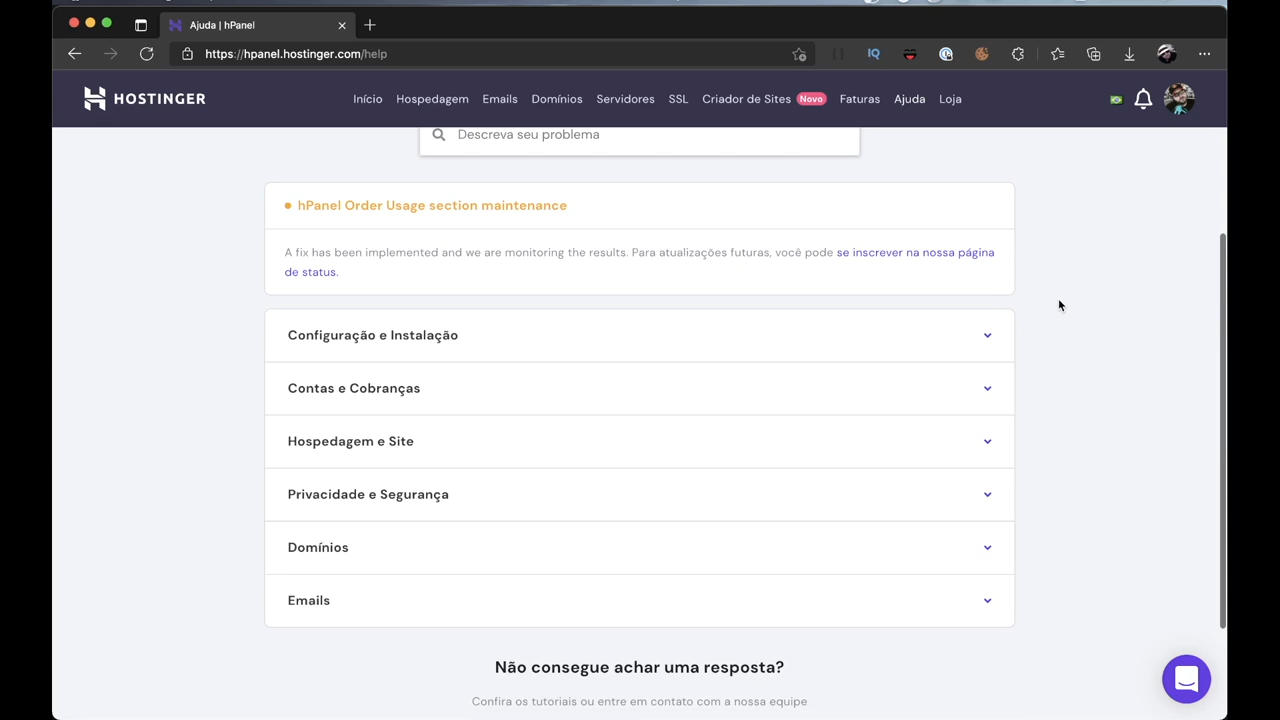 Ajuda | hPanel
https://hpanel.hostinger.com/help
IQ
HOSTINGER
Início Hospedagem Emails Domínios Servidores SSL Criador de Sites Novo Faturas Ajuda Loja
Descreva seu problema
hPanel Order Usage section maintenance
A fix has been implemented and we are monitoring the results. Para atualizações futuras, você pode se inscrever na nossa página
de status.
Configuração e Instalação
Contas e Cobranças
Hospedagem e Site
Privacidade e Segurança
Domínios
Emails
Não consegue achar uma resposta?
Confira os tutoriais ou entre em contato com a nossa equipe